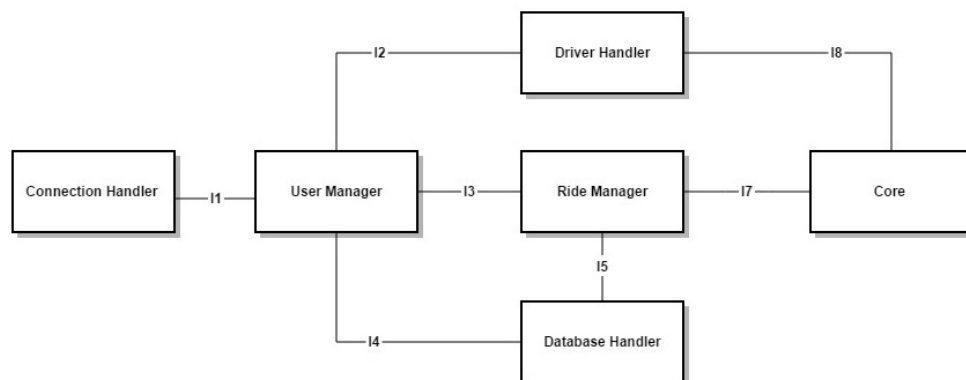 Driver Handler
I2
I8
Connection Handler
I1
User Manager
I3
Ride Manager
I7
Core
I5
I4
Database Handler